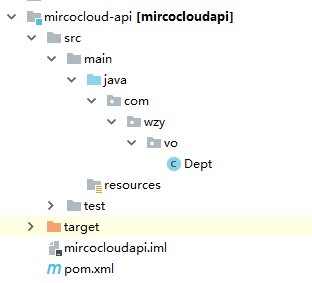 mircocloud-api [mircocloudapi]
src
main
java
com
wzy
vo
C Dept
resources
test
target
mircocloudapi.iml
m pom.xml